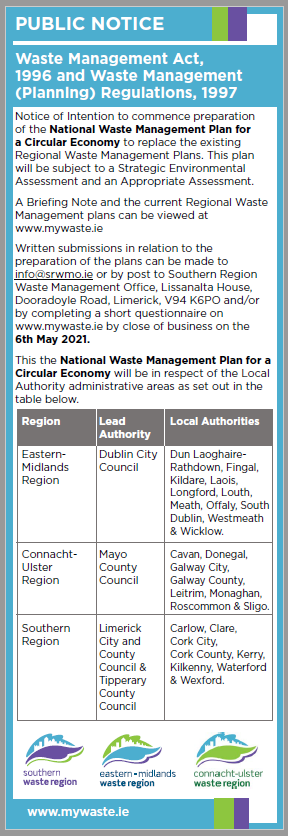 PUBLIC NOTICE
Waste Management Act,
1996 and Waste Management
(Planning) Regulations, 1997
Notice of Intention to commence preparation
of the National Waste Management Plan for
a Circular Economy to replace the existing
Regional Waste Management Plans. This plan
will be subject to a Strategic Environmental
Assessment and an Appropriate Assessment.
A Briefing Note and the current Regional Waste
Management plans can be viewed at
www.mywaste.ie
Written submissions in relation to the
preparation of the plans can be made to
info@srwmo.ie or by post to Southern Region
Waste Management Office, Lissanalta House,
Dooradoyle Road, Limerick, V94 K6PO and/or
by completing a short questionnaire on
www.mywaste.ie by close of business on the
6th May 2021.
This the National Waste Management Plan for a
Circular Economy will be in respect of the Local
Authority administrative areas as set out in the
table below.
Region
Lead
Authority
Local Authorities
Eastern-
Midlands
Region
Dublin City
Council
Dun Laoghaire-
Rathdown, Fingal,
Kildare, Laois,
Longford, Louth,
Meath, Offaly, South
Dublin, Westmeath
& Wicklow.
Connacht-
Ulster
Region
Mayo
County
Council
Cavan, Donegal,
Galway City,
Galway County,
Leitrim, Monaghan,
Roscommon & Sligo.
Southern
Region
Limerick
City and
County
Council &
Tipperary
County
Council
Carlow, Clare,
Cork City,
Cork County, Kerry,
Kilkenny, Waterford
& Wexford.
southern
waste region
eastern-midlands
waste region
connacht-ulster
waste region
www.mywaste.ie